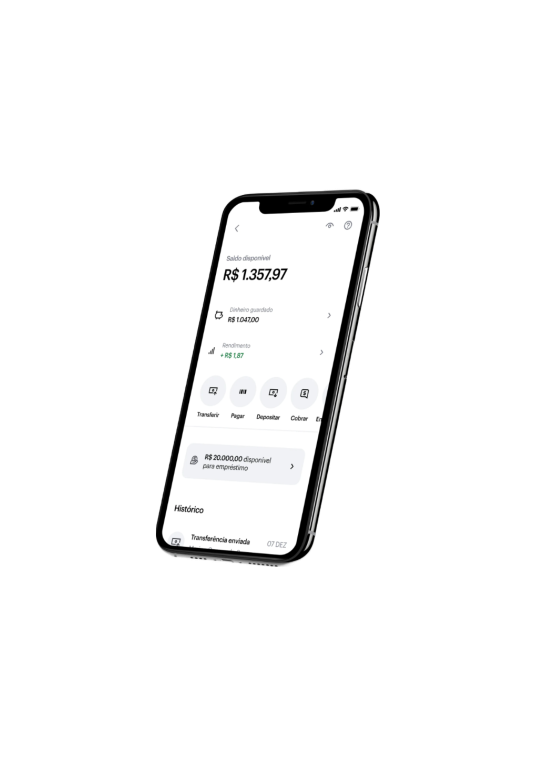 Saldo disponível
R$ 1.357,97
Dinheiro guardado
R$ 1.047,00
Rendimento
+ R$ 1,87
Transferir Pagar Depositar Cobrar
R$ 20.000,00 disponível
para empréstimo
Histórico
Transferência enviada 07 DEZ